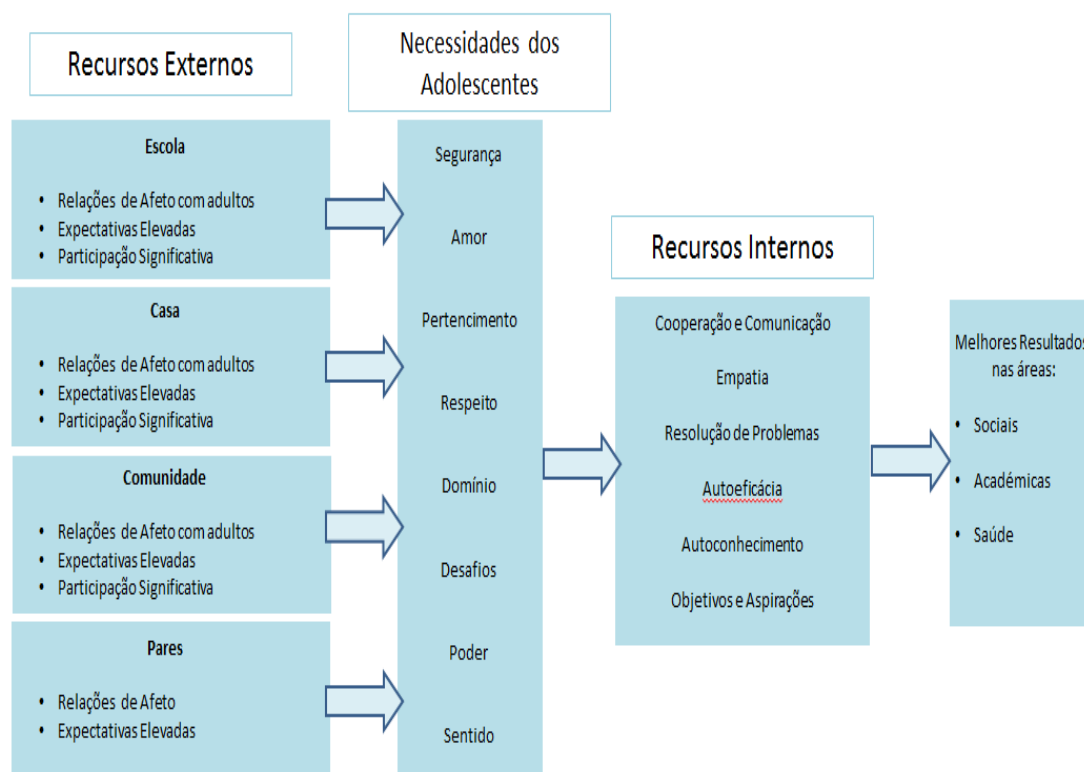 Recursos Externos
Necessidades dos
Adolescentes
Escola
• Relações de Afeto com adultos
• Expectativas Elevadas
• Participação Significativa
Casa
• Relações de Afeto com adultos
• Expectativas Elevadas
• Participação Significativa
Comunidade
• Relações de Afeto com adultos
• Expectativas Elevadas
• Participação Significativa
Pares
• Relações de Afeto
• Expectativas Elevadas
Segurança
Amor
Pertencimento
Respeito
Domínio
Desafios
Poder
Sentido
Recursos Internos
Cooperação e Comunicação
Empatia
Resolução de Problemas
Autoeficácia
Autoconhecimento
Objetivos e Aspirações
Melhores Resultados
nas áreas:
• Sociais
• Académicas
• Saúde